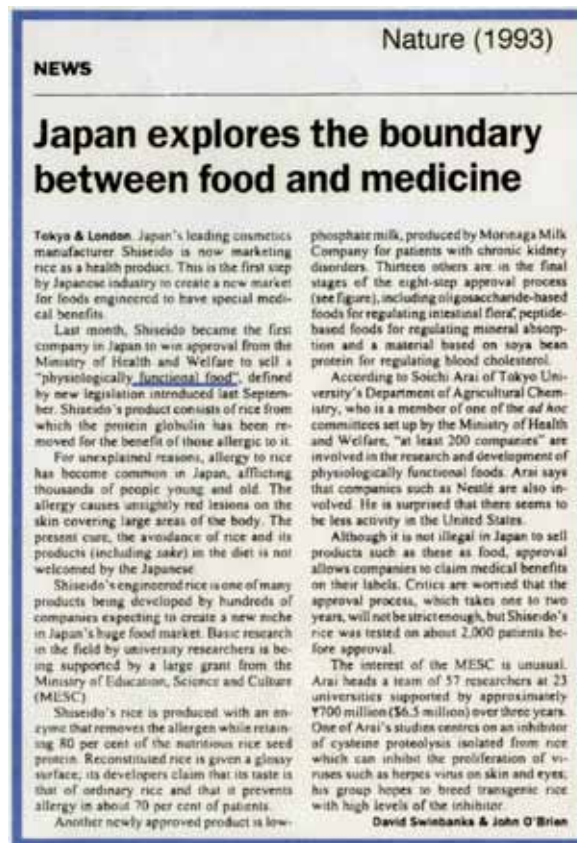 Nature (1993)
NEWS
Japan explores the boundary
between food and medicine
Tokyo & London. Japan's leading cosmetics
manufacturer Shiseido is now marketing
rice as a health product. This is the first step
by Japanese industry to create a new market
for foods engineered to have special medi-
cal benefits.
Last month, Shiseido became the first
company in Japan to win approval from the
Ministry of Health and Welfare to sell a
"physiologically functional food", defined
by new legislation introduced last Septem-
ber. Shiseido's product consists of rice from
which the protein globulin has been re-
moved for the benefit of those allergic to it.
For unexplained reasons, allergy to rice
has become common in Japan, afflicting
thousands of people young and old. The
allergy causes unsightly red lesions on the
skin covering large areas of the body. The
present cure, the avoidance of rice and its
products (including sake) in the diet is not
welcomed by the Japanese.
Shiseido's engineered rice is one of many
products being developed by hundreds of
companies expecting to create a new niche
in Japan's huge food market. Basic research
in the field by university researchers is be-
ing supported by a large grant from the
Ministry of Education, Science and Culture
(MESC).
Shiseido's rice is produced with an en-
zyme that removes the allergen while retain-
ing 80 per cent of the nutritious rice seed
protein. Reconstituted rice is given a glossy
surface; its developers claim that its taste is
that of ordinary rice and that it prevents
allergy in about 70 per cent of patients.
Another newly approved product is low-
phosphate milk, produced by Morinaga Milk
Company for patients with chronic kidney
disorders. Thirteen others are in the final
stages of the eight-step approval process
(see figure), including oligosaccharide-based
foods for regulating intestinal flora, peptide-
based foods for regulating mineral absorp-
tion and a material based on soya bean
protein for regulating blood cholesterol.
According to Soichi Arai of Tokyo Uni-
versity's Department of Agricultural Chem-
istry, who is a member of one of the ad hoc
committees set up by the Ministry of Health
and Welfare, "at least 200 companies" are
involved in the research and development of
physiologically functional foods. Arai says
that companies such as Nestlé are also in-
volved. He is surprised that there seems to
be less activity in the United States.
Although it is not illegal in Japan to sell
products such as these as food, approval
allows companies to claim medical benefits
on their labels. Critics are worried that the
approval process, which takes one to two
years, will not be strict enough, but Shiseido's
rice was tested on about 2,000 patients be-
fore approval.
The interest of the MESC is unusual.
Arai heads a team of 57 researchers at 23
universities supported by approximately
¥700 million ($6.5 million) over three years.
One of Arai's studies centres on an inhibitor
of cysteine proteolysis isolated from rice
which can inhibit the proliferation of vi-
ruses such as herpes virus on skin and eyes;
his group hopes to breed transgenic rice
with high levels of the inhibitor.
David Swinbanks & John O'Brien